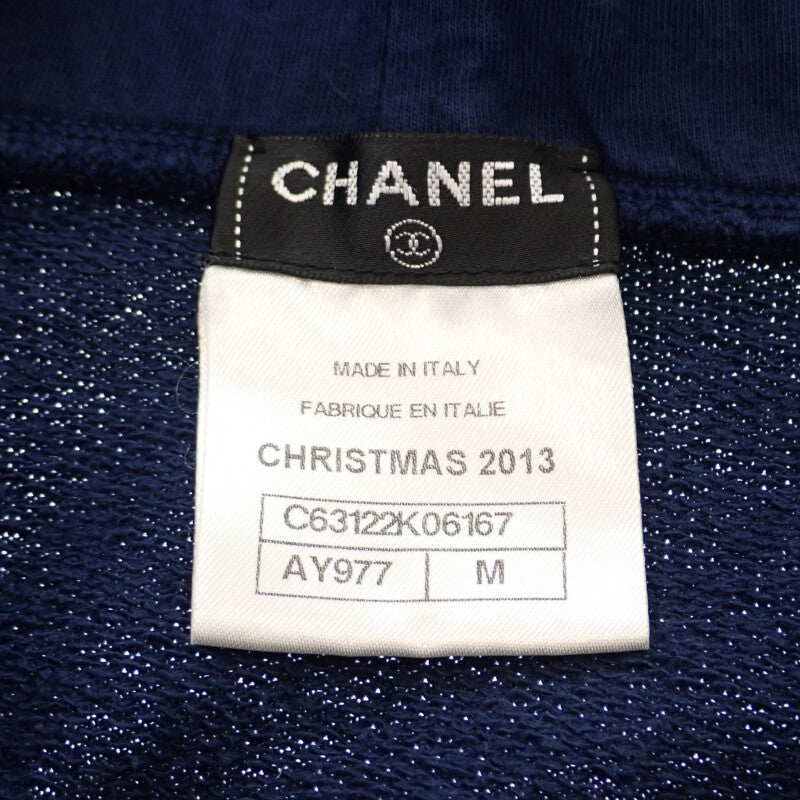 CHANEL
MADE IN ITALY
FABRIQUE EN ITALIE
CHRISTMAS 2013
C63122K06167
AY977 M